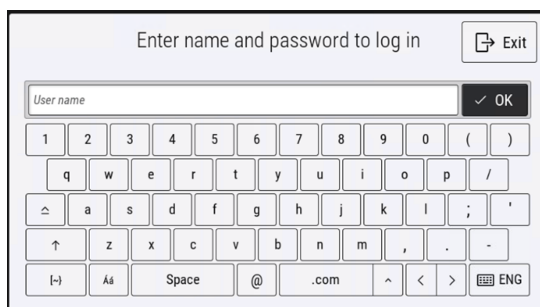 Enter name and password to log in
Exit
User name
OK
1 2 3 4 5 6 7 8 9 0 ( )
q w e r t y u i o p /
a s d f g h j k l ; '
z x c v b n m , . -
[~} Áá Space @ .com ^ < > ENG